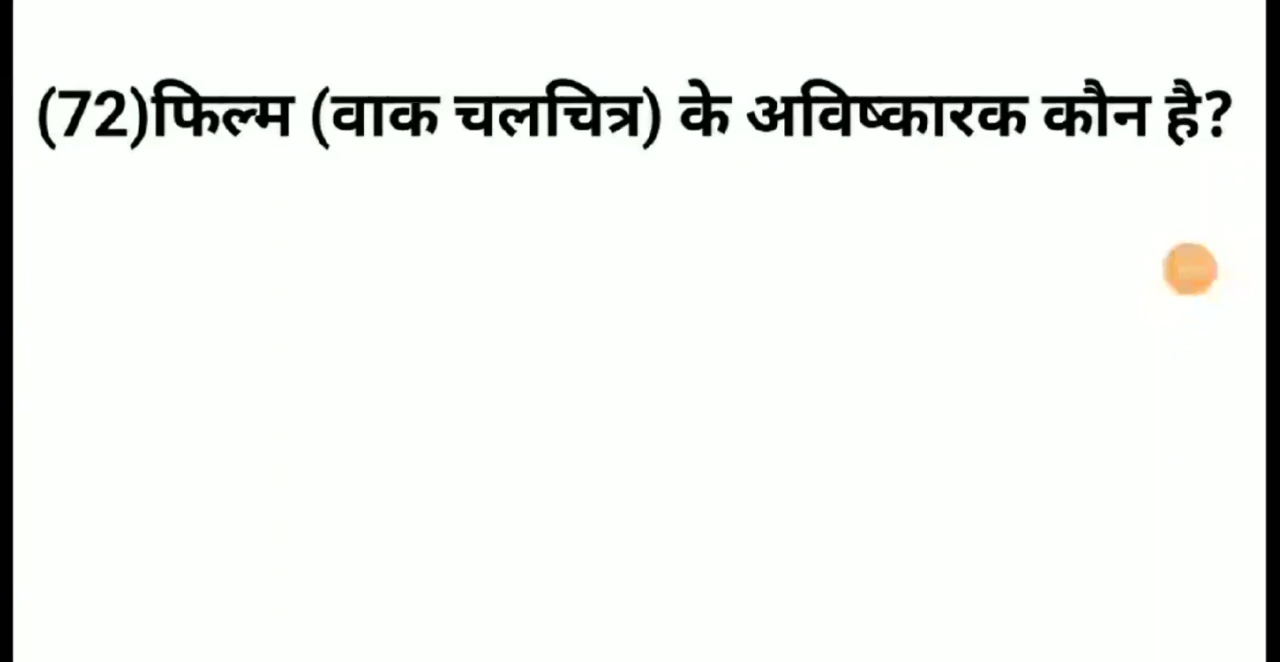 (72)फिल्म (वाक चलचित्र) के अविष्कारक कौन है?